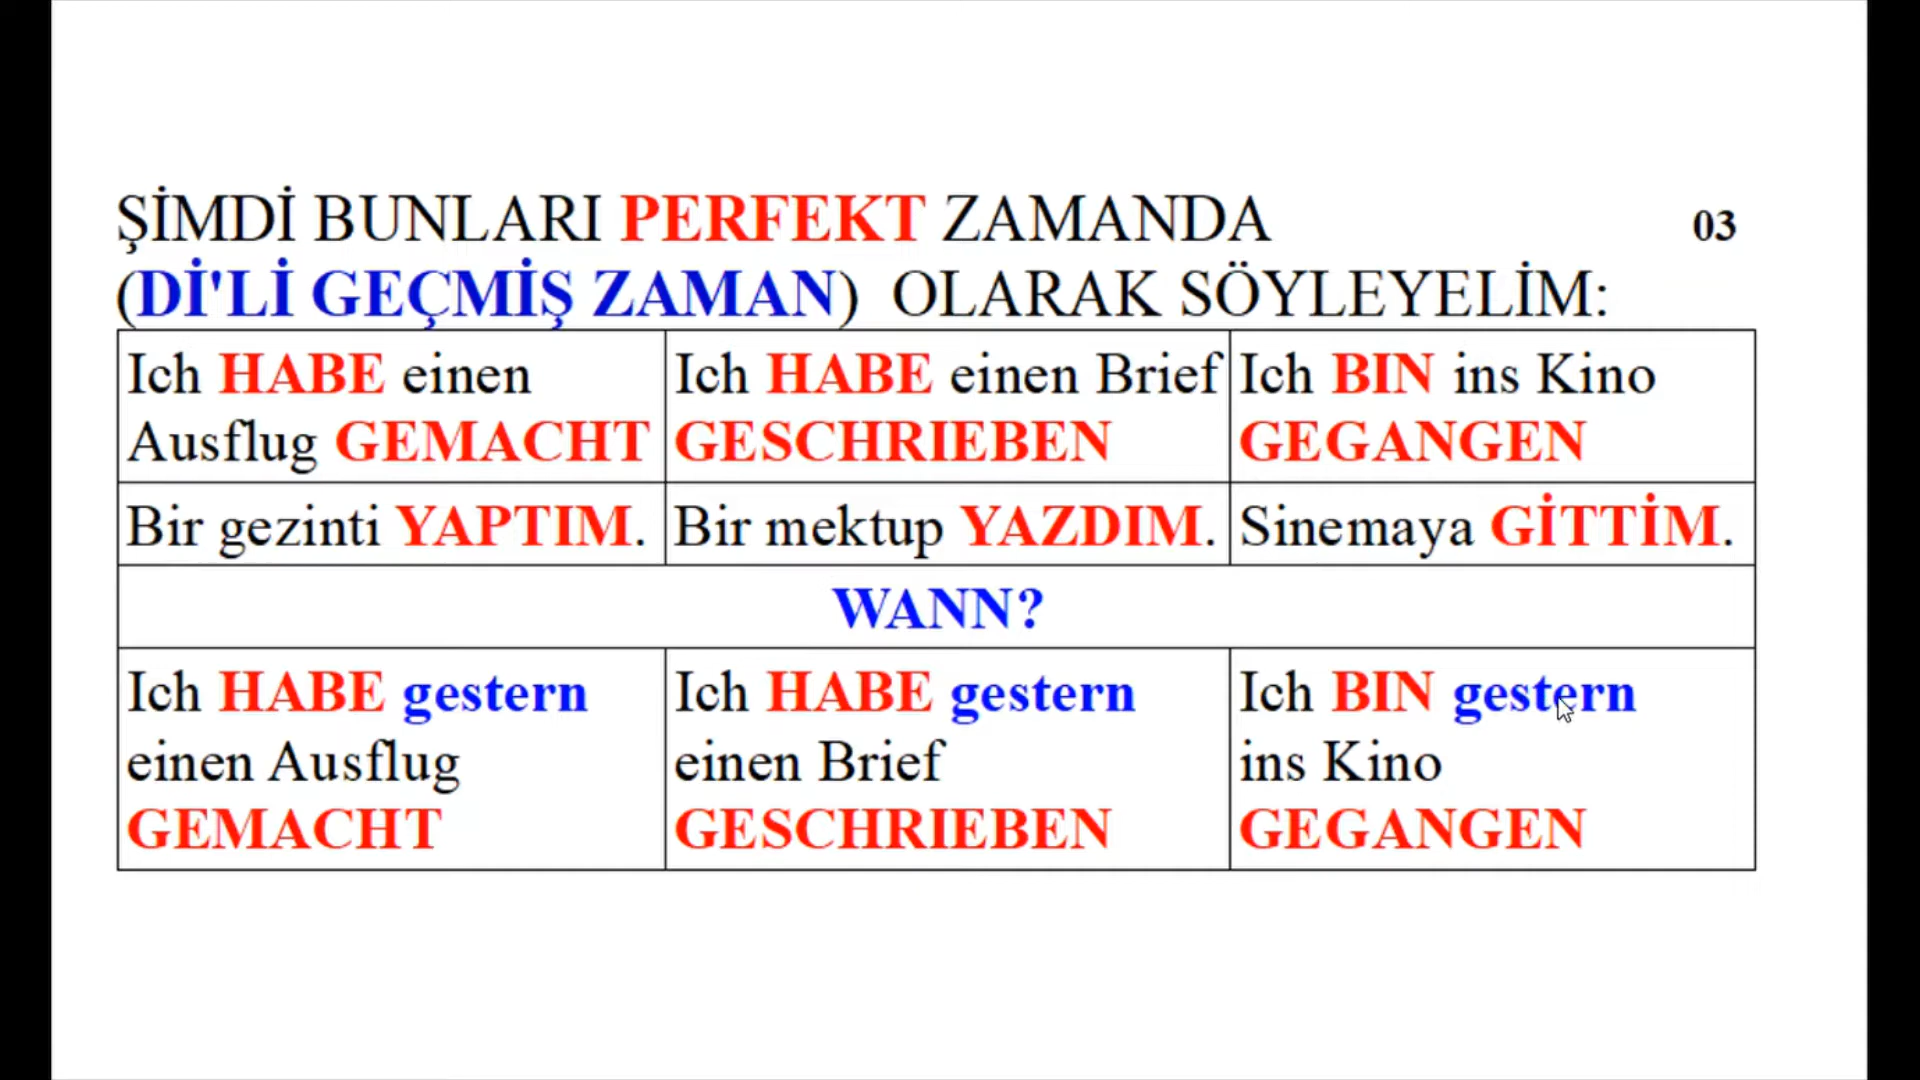 ŞİMDİ BUNLARI PERFEKT ZAMANDA
03
(Dİ'Lİ GEÇMİŞ ZAMAN) OLARAK SÖYLEYELİM:
Ich HABE einen
Ausflug GEMACHT
Ich HABE einen Brief
GESCHRIEBEN
Ich BIN ins Kino
GEGANGEN
Bir gezinti YAPTIM.
Bir mektup YAZDIM.
Sinemaya GİTTİM.
WANN?
Ich HABE gestern
einen Ausflug
GEMACHT
Ich HABE gestern
einen Brief
GESCHRIEBEN
Ich BIN gestern
ins Kino
GEGANGEN